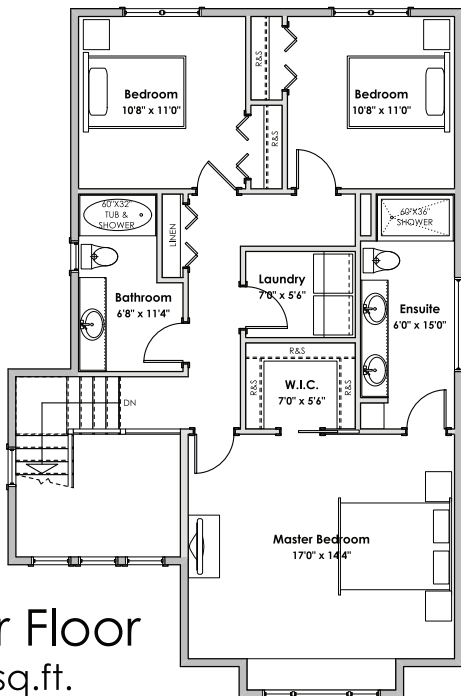 Bedroom
10'8" x 11'0"
R&S
R&S
Bedroom
10'8" x 11'0"
60"X32"
TUB &
SHOWER
LINEN
60"X36"
SHOWER
Bathroom
6'8" x 11'4"
Laundry
7'0" x 5'6"
Ensuite
6'0" x 15'0"
R&S
R&S
W.I.C.
7'0" x 5'6"
R&S
DN
Master Bedroom
17'0" x 14'4"
r Floor
sq.ft.